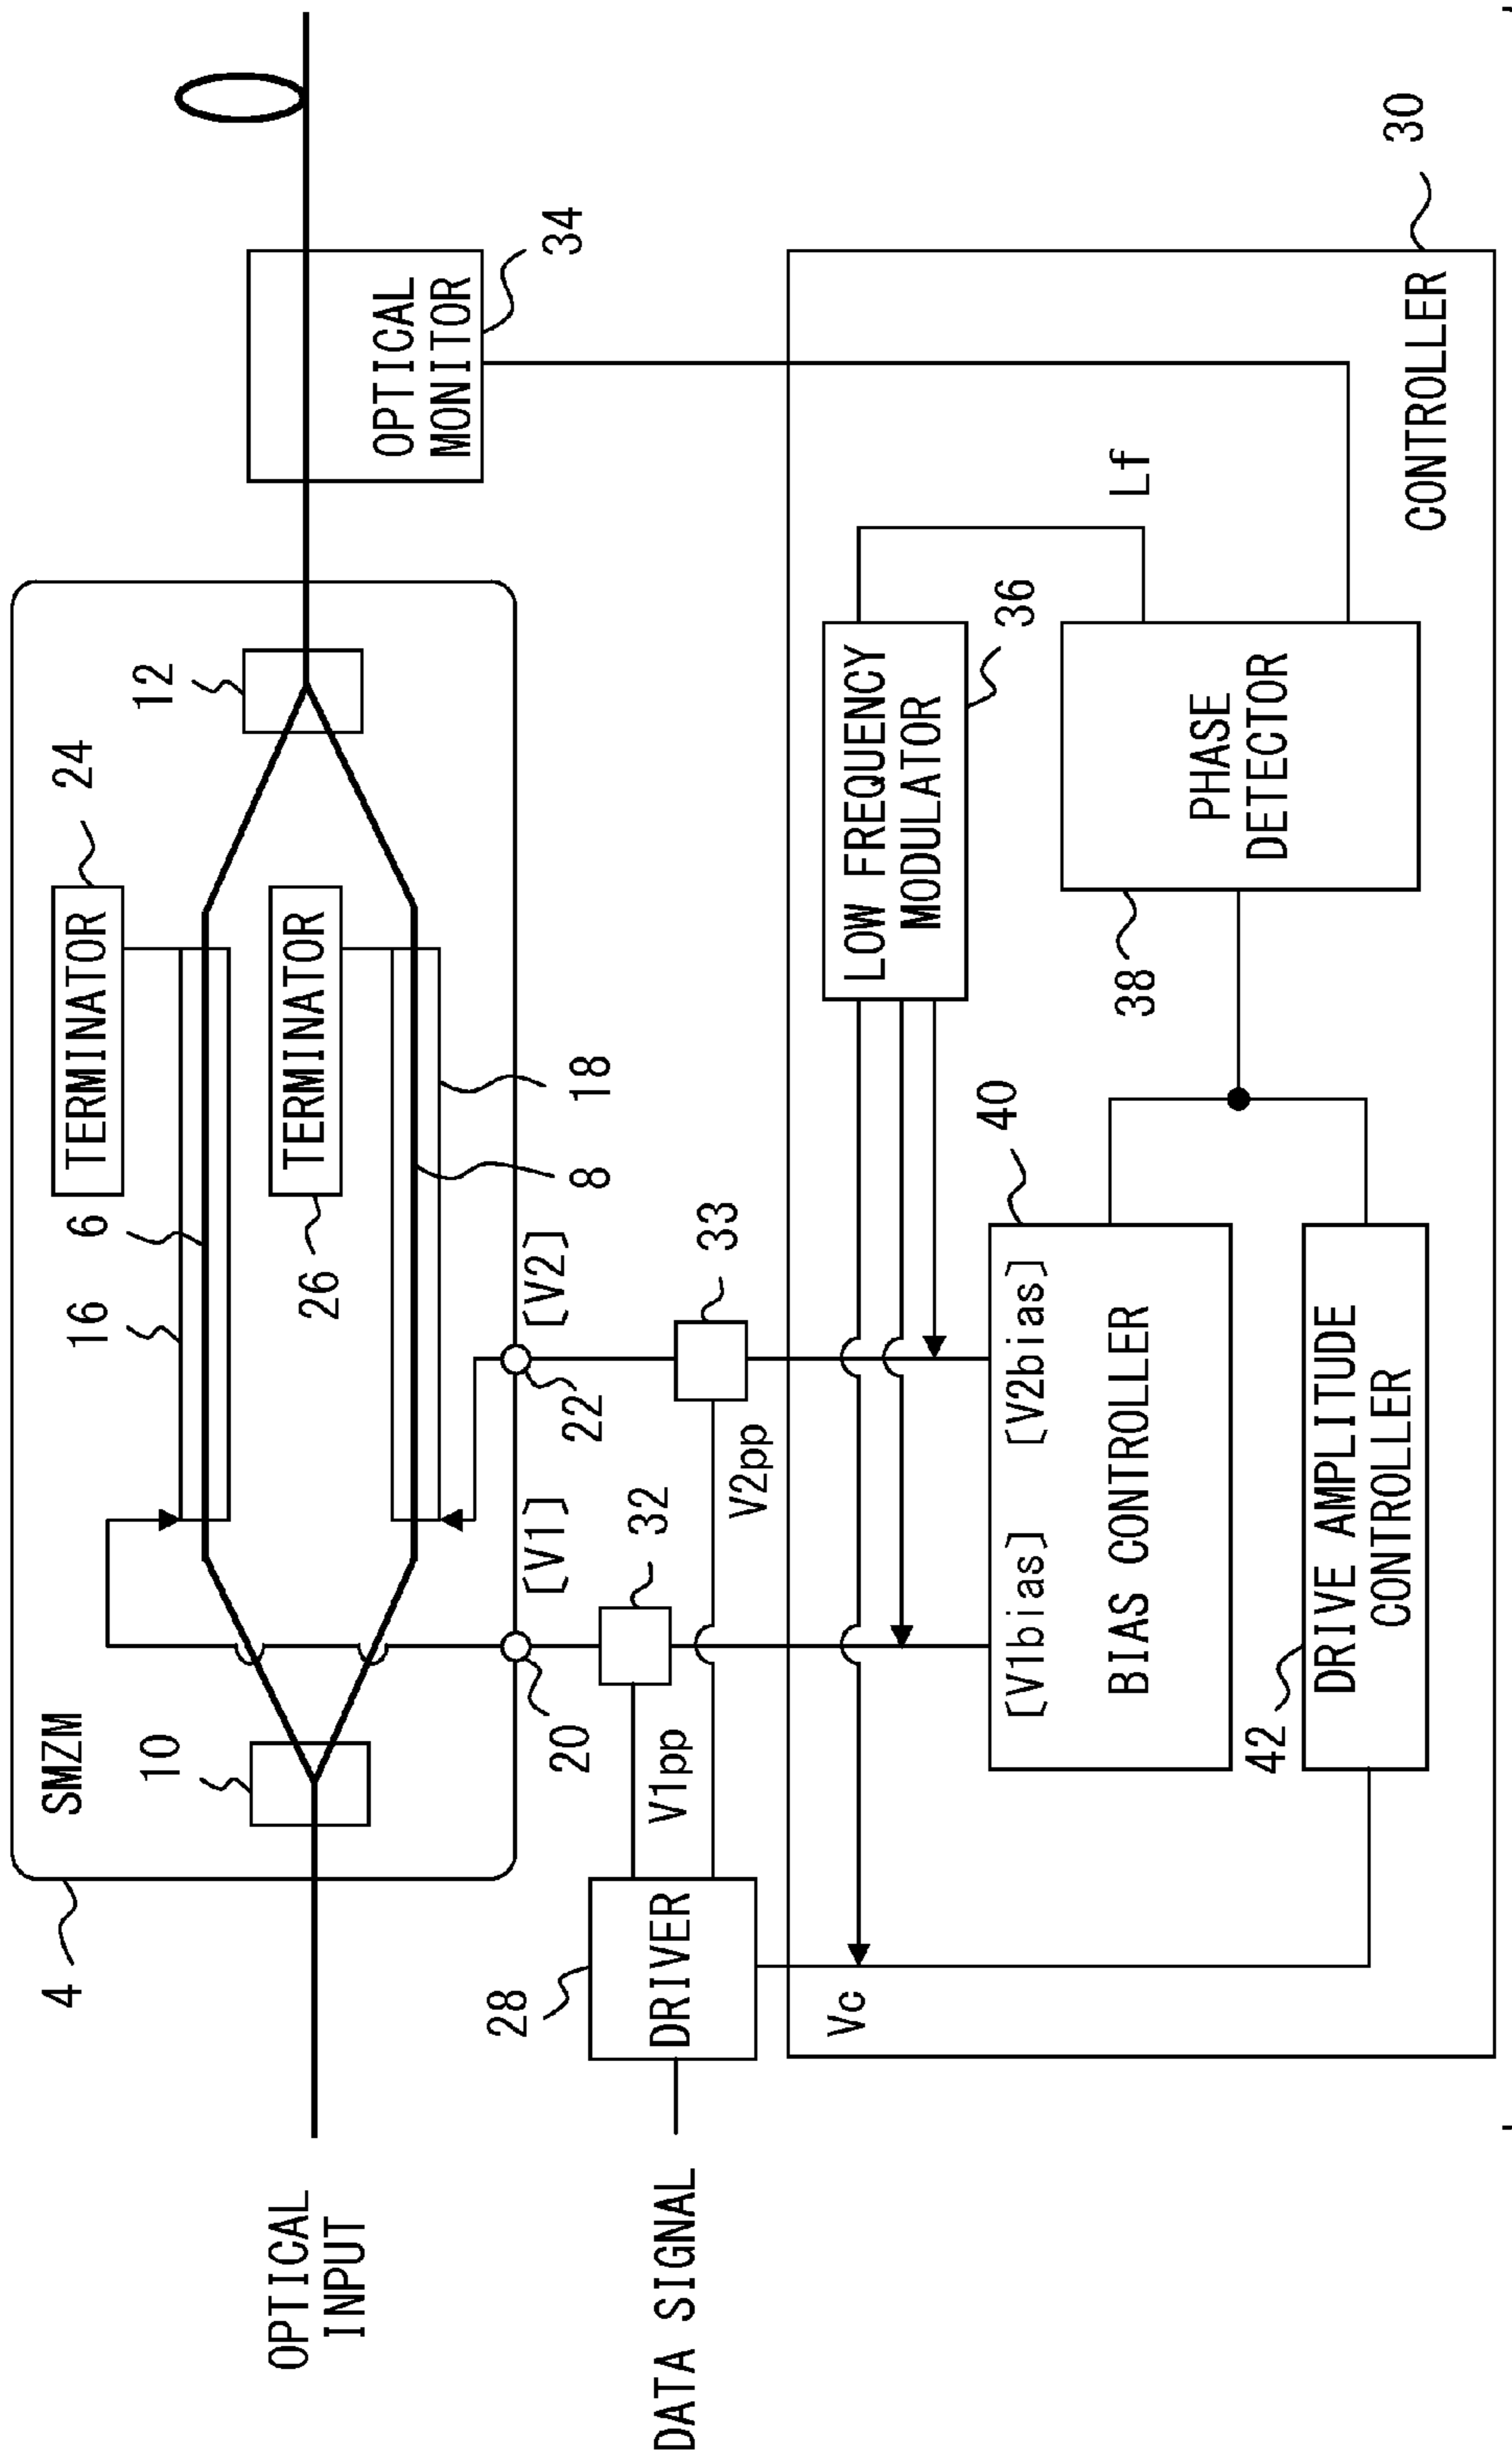 4
SMZM
10
16
6
TERMINATOR
24
12
26
TERMINATOR
8
18
OPTICAL
INPUT
20
[V1]
22
[V2]
OPTICAL
MONITOR
34
28
DRIVER
V1pp
32
V2pp
33
DATA SIGNAL
Vc
LOW FREQUENCY
MODULATOR
36
Lf
[V1bias]
[V2bias]
40
BIAS CONTROLLER
38
PHASE
DETECTOR
42
DRIVE AMPLITUDE
CONTROLLER
CONTROLLER
30